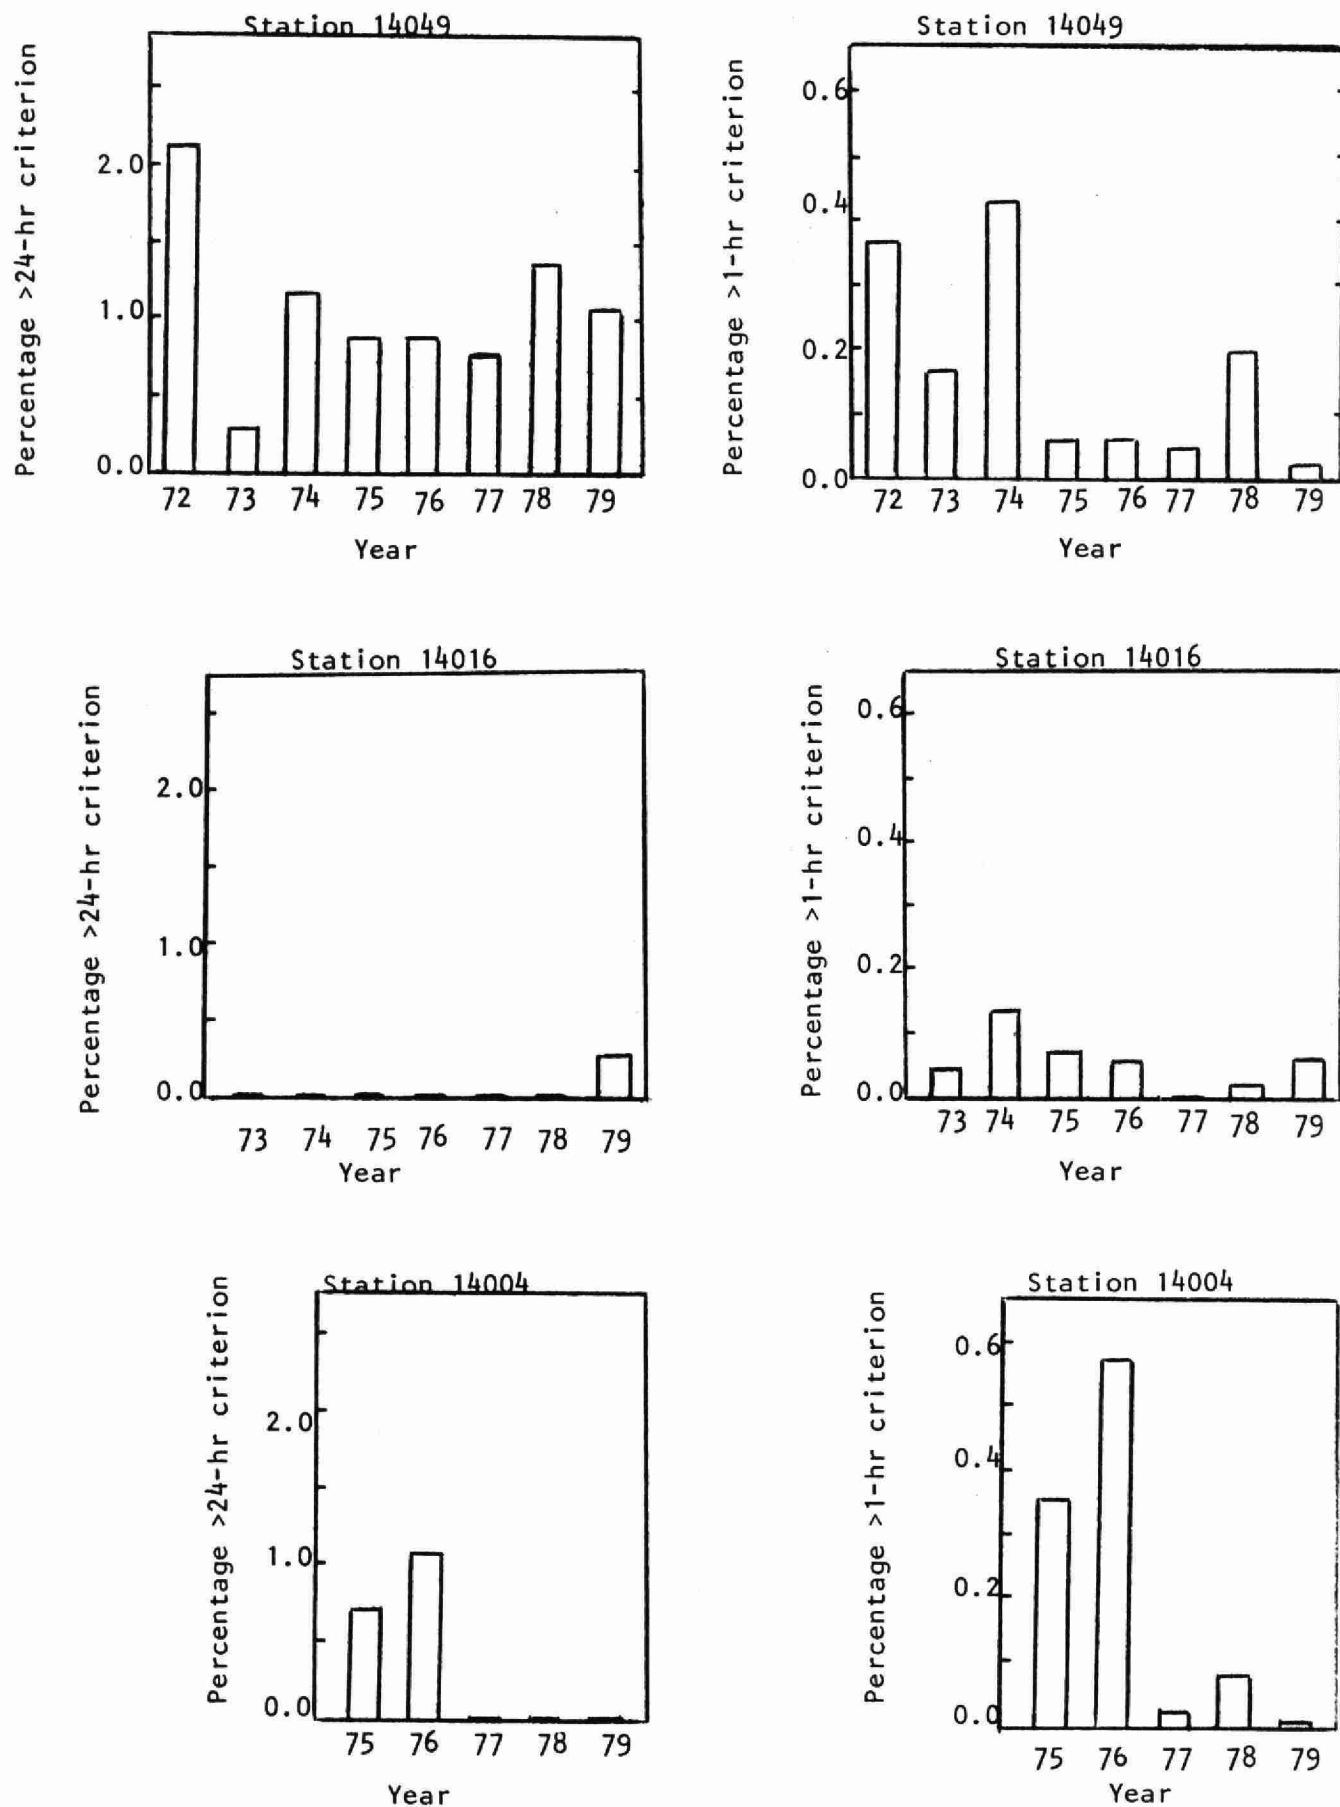 Station 14049
Percentage >24-hr criterion
2.0
1.0
0.0
72 73 74 75 76 77 78 79
Year
Station 14049
Percentage >1-hr criterion
0.6
0.4
0.2
0.0
72 73 74 75 76 77 78 79
Year
Station 14016
Percentage >24-hr criterion
2.0
1.0
0.0
73 74 75 76 77 78 79
Year
Station 14016
Percentage >1-hr criterion
0.6
0.4
0.2
0.0
73 74 75 76 77 78 79
Year
Station 14004
Percentage >24-hr criterion
2.0
1.0
0.0
75 76 77 78 79
Year
Station 14004
Percentage >1-hr criterion
0.6
0.4
0.2
0.0
75 76 77 78 79
Year